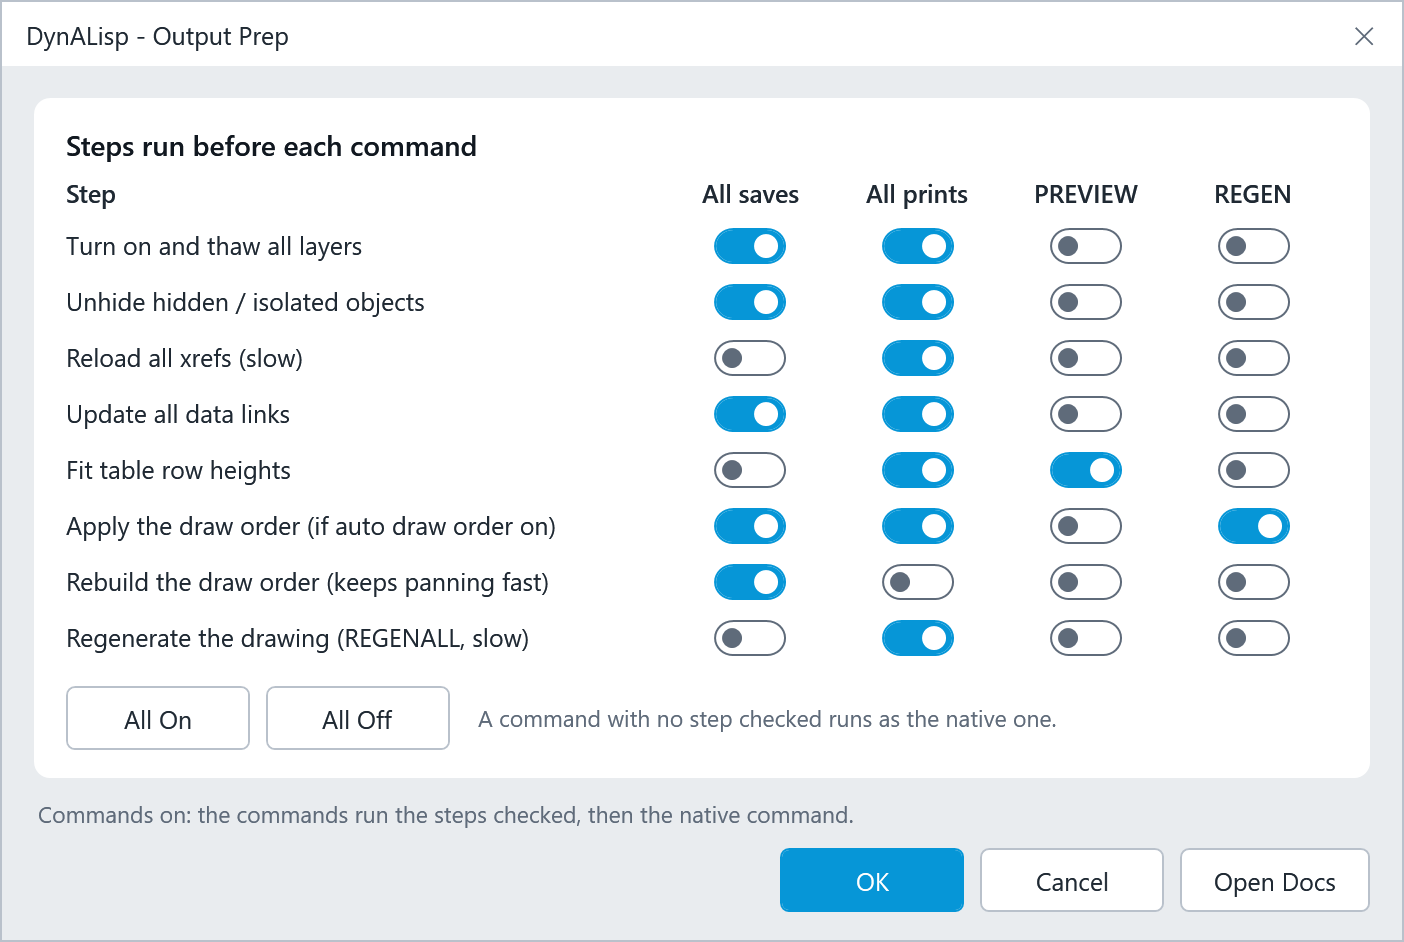 DynALisp - Output Prep
Steps run before each command
Step All saves All prints PREVIEW REGEN
Turn on and thaw all layers
Unhide hidden / isolated objects
Reload all xrefs (slow)
Update all data links
Fit table row heights
Apply the draw order (if auto draw order on)
Rebuild the draw order (keeps panning fast)
Regenerate the drawing (REGENALL, slow)
All On All Off A command with no step checked runs as the native one.
Commands on: the commands run the steps checked, then the native command.
OK Cancel Open Docs